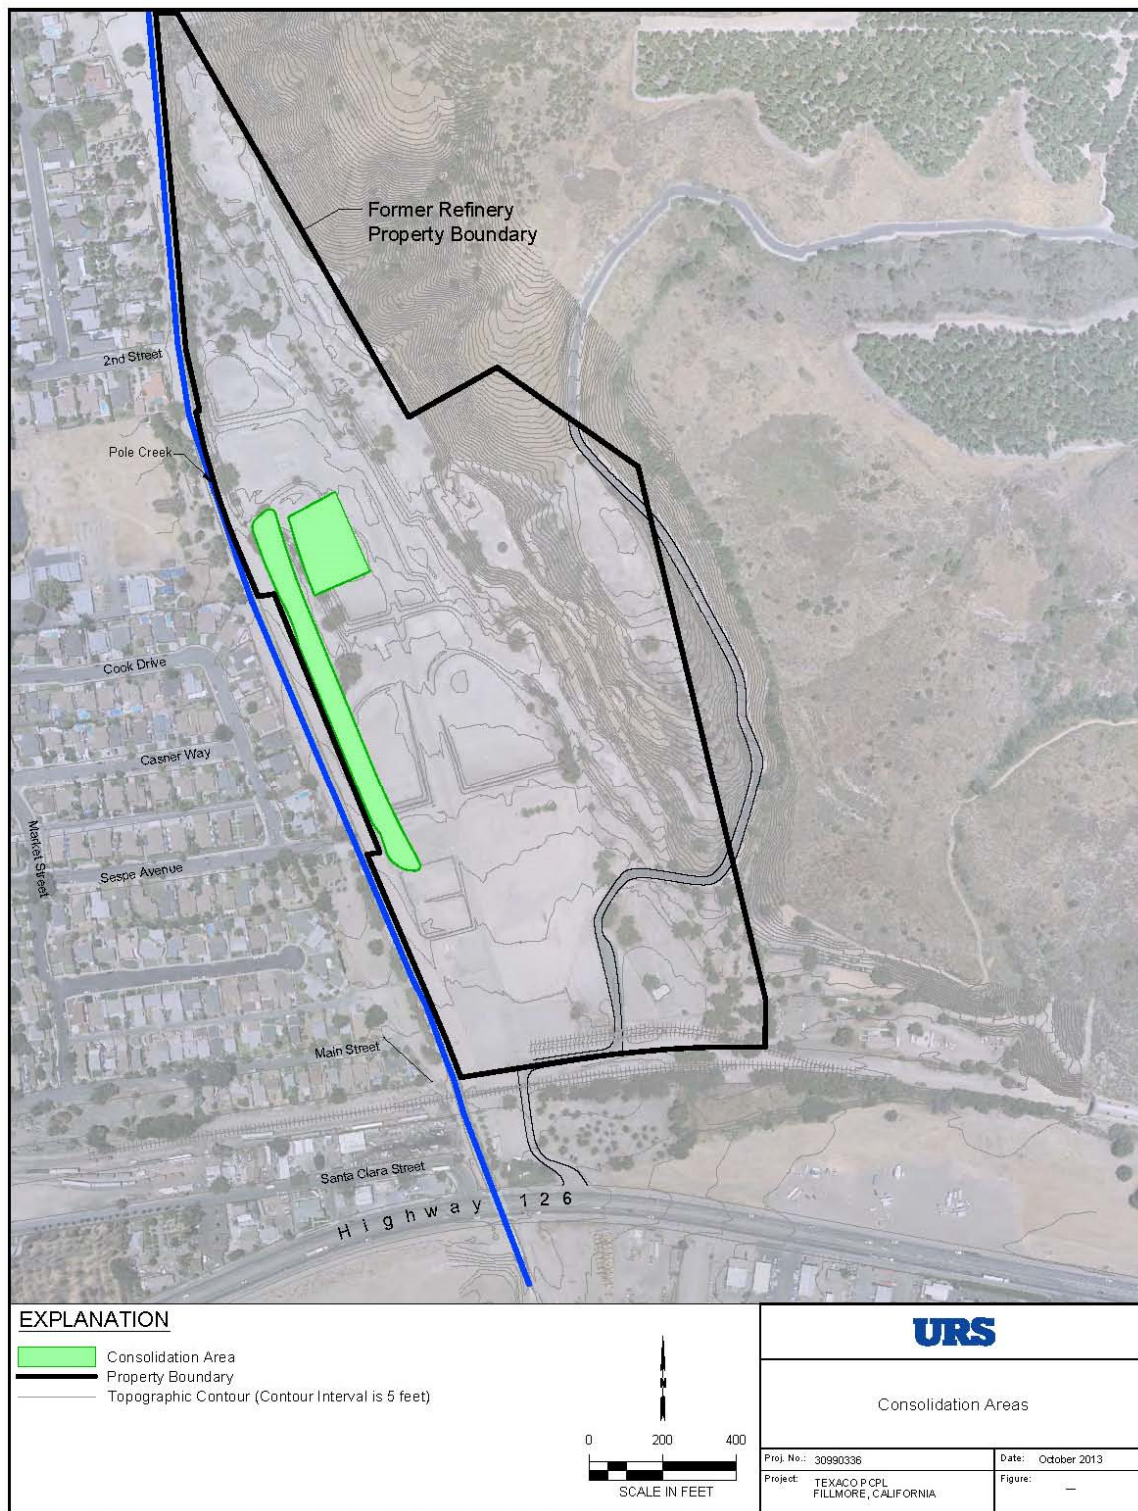 Former Refinery
Property Boundary
2nd Street
Pole Creek
Cook Drive
Casner Way
Market Street
Sespe Avenue
Main Street
Santa Clara Street
Highway 126
EXPLANATION
Consolidation Area
Property Boundary
Topographic Contour (Contour Interval is 5 feet)
N
0 200 400
SCALE IN FEET
URS
Consolidation Areas
Proj. No.: 30990336
Date: October 2013
Project: TEXACO PCPL
FILLMORE, CALIFORNIA
Figure: —